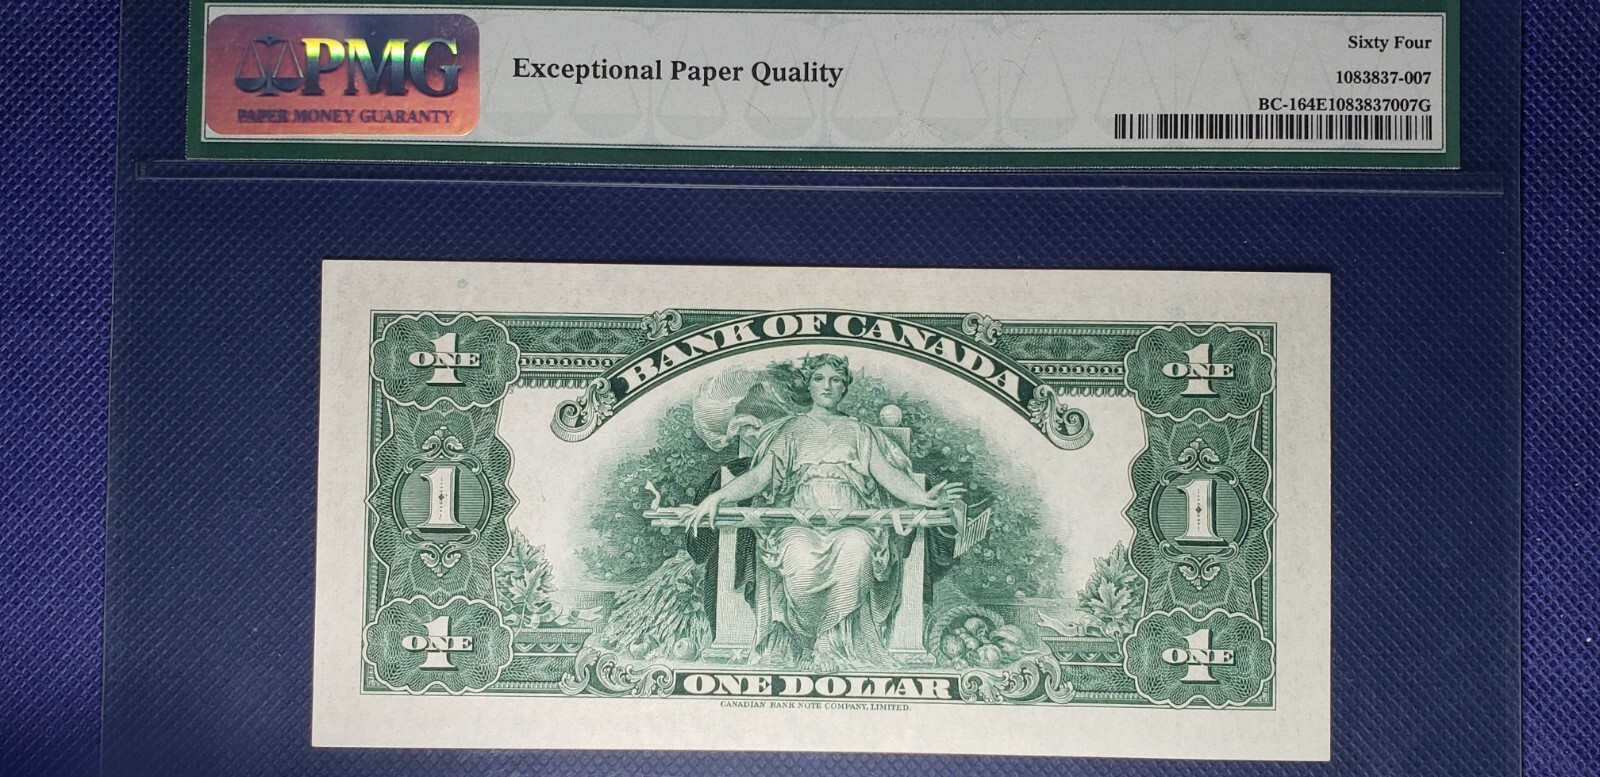 PMG
PAPER MONEY GUARANTY
Exceptional Paper Quality
Sixty Four
1083837-007
BC-164E1083837007G
BANK OF CANADA
1 ONE
1 ONE
1
1
1 ONE
1 ONE
ONE DOLLAR
CANADIAN BANK NOTE COMPANY, LIMITED.